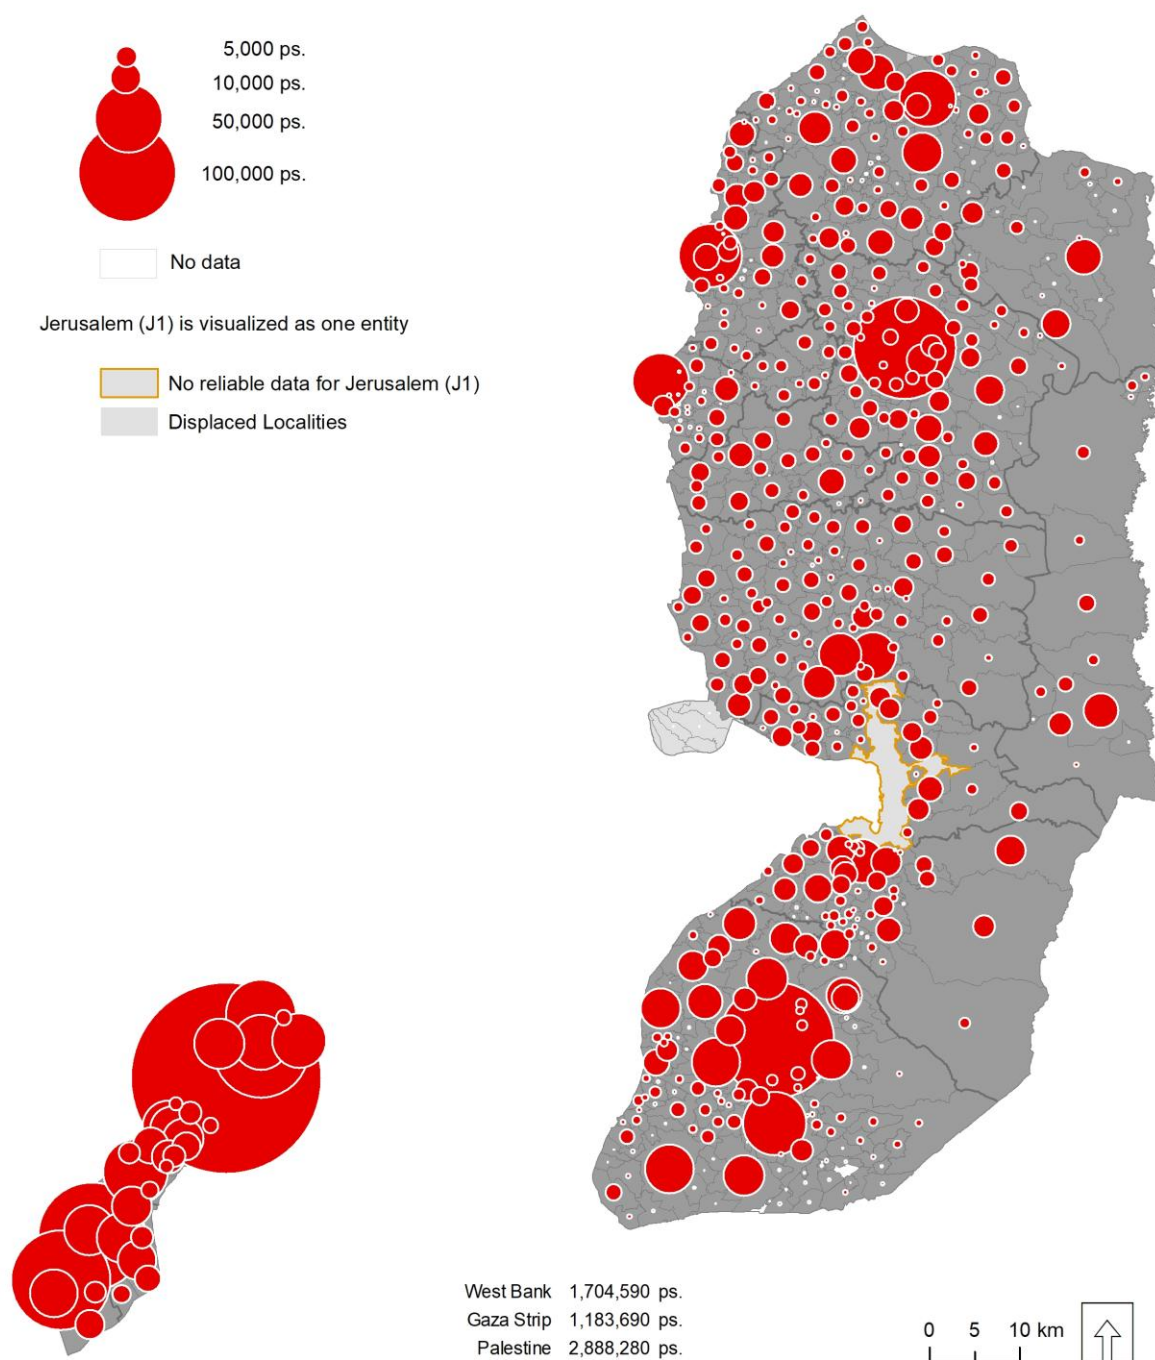 5,000 ps.
10,000 ps.
50,000 ps.
100,000 ps.
No data
Jerusalem (J1) is visualized as one entity
No reliable data for Jerusalem (J1)
Displaced Localities
West Bank 1,704,590 ps.
Gaza Strip 1,183,690 ps.
Palestine 2,888,280 ps.
0 5 10 km